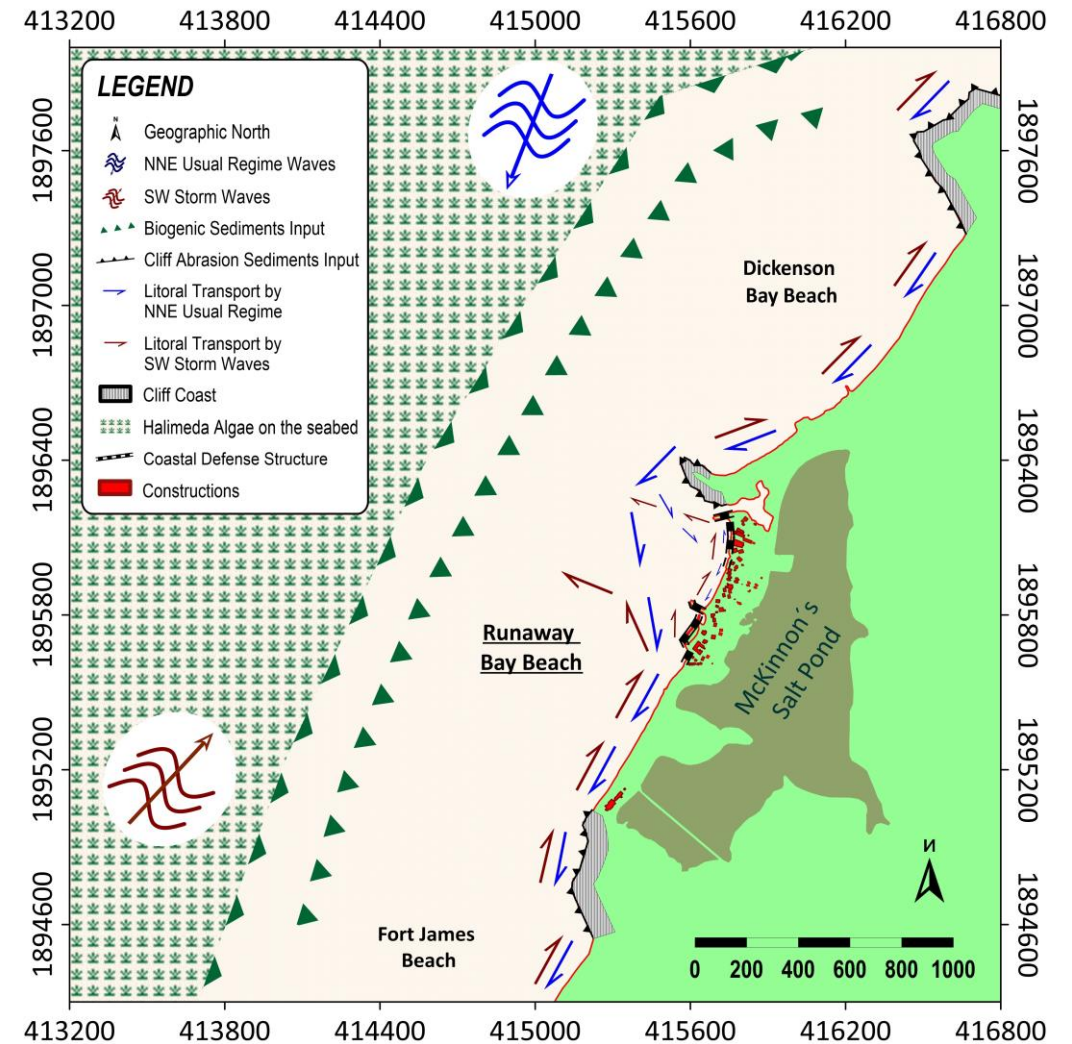 413200 413800 414400 415000 415600 416200 416800
LEGEND
N
Geographic North
NNE Usual Regime Waves
SW Storm Waves
Biogenic Sediments Input
Cliff Abrasion Sediments Input
Litoral Transport by
NNE Usual Regime
Litoral Transport by
SW Storm Waves
Cliff Coast
Halimeda Algae on the seabed
Coastal Defense Structure
Constructions
1897600
1897000
1896400
1895800
1895200
1894600
Dickenson
Bay Beach
Runaway
Bay Beach
McKinnon´s
Salt Pond
Fort James
Beach
N
0 200 400 600 800 1000
1897600
1897000
1896400
1895800
1895200
1894600
413200 413800 414400 415000 415600 416200 416800